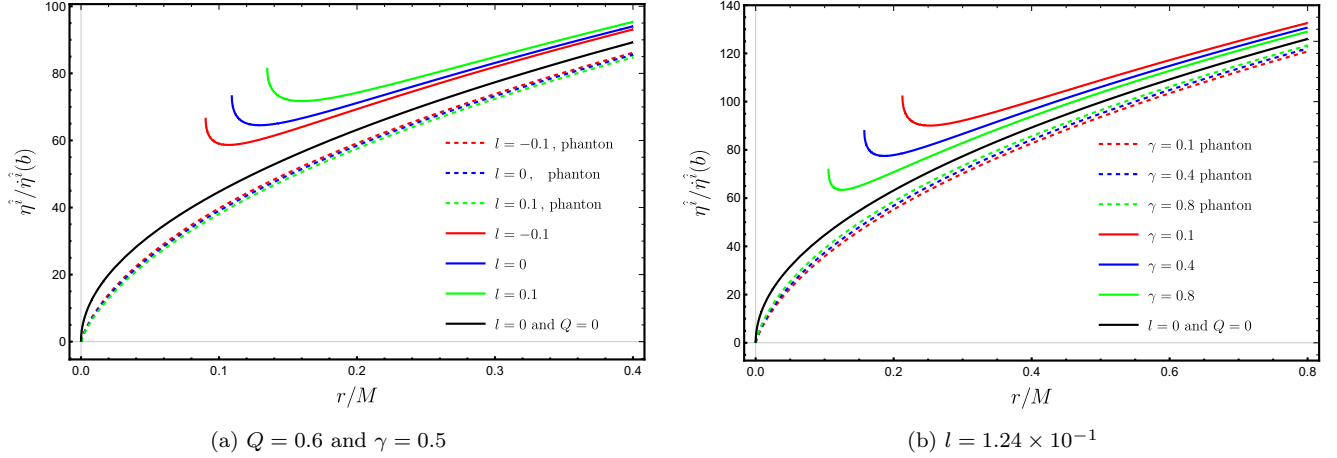 100
80
60
40
20
0
η^î/η̇^î(b)
l = −0.1 , phanton
l = 0 , phanton
l = 0.1 , phanton
l = −0.1
l = 0
l = 0.1
l = 0 and Q = 0
0.0 0.1 0.2 0.3 0.4
r/M
(a) Q = 0.6 and γ = 0.5
140
120
100
80
60
40
20
0
η^î/η̇^î(b)
γ = 0.1 phanton
γ = 0.4 phanton
γ = 0.8 phanton
γ = 0.1
γ = 0.4
γ = 0.8
l = 0 and Q = 0
0.0 0.2 0.4 0.6 0.8
r/M
(b) l = 1.24 × 10⁻¹